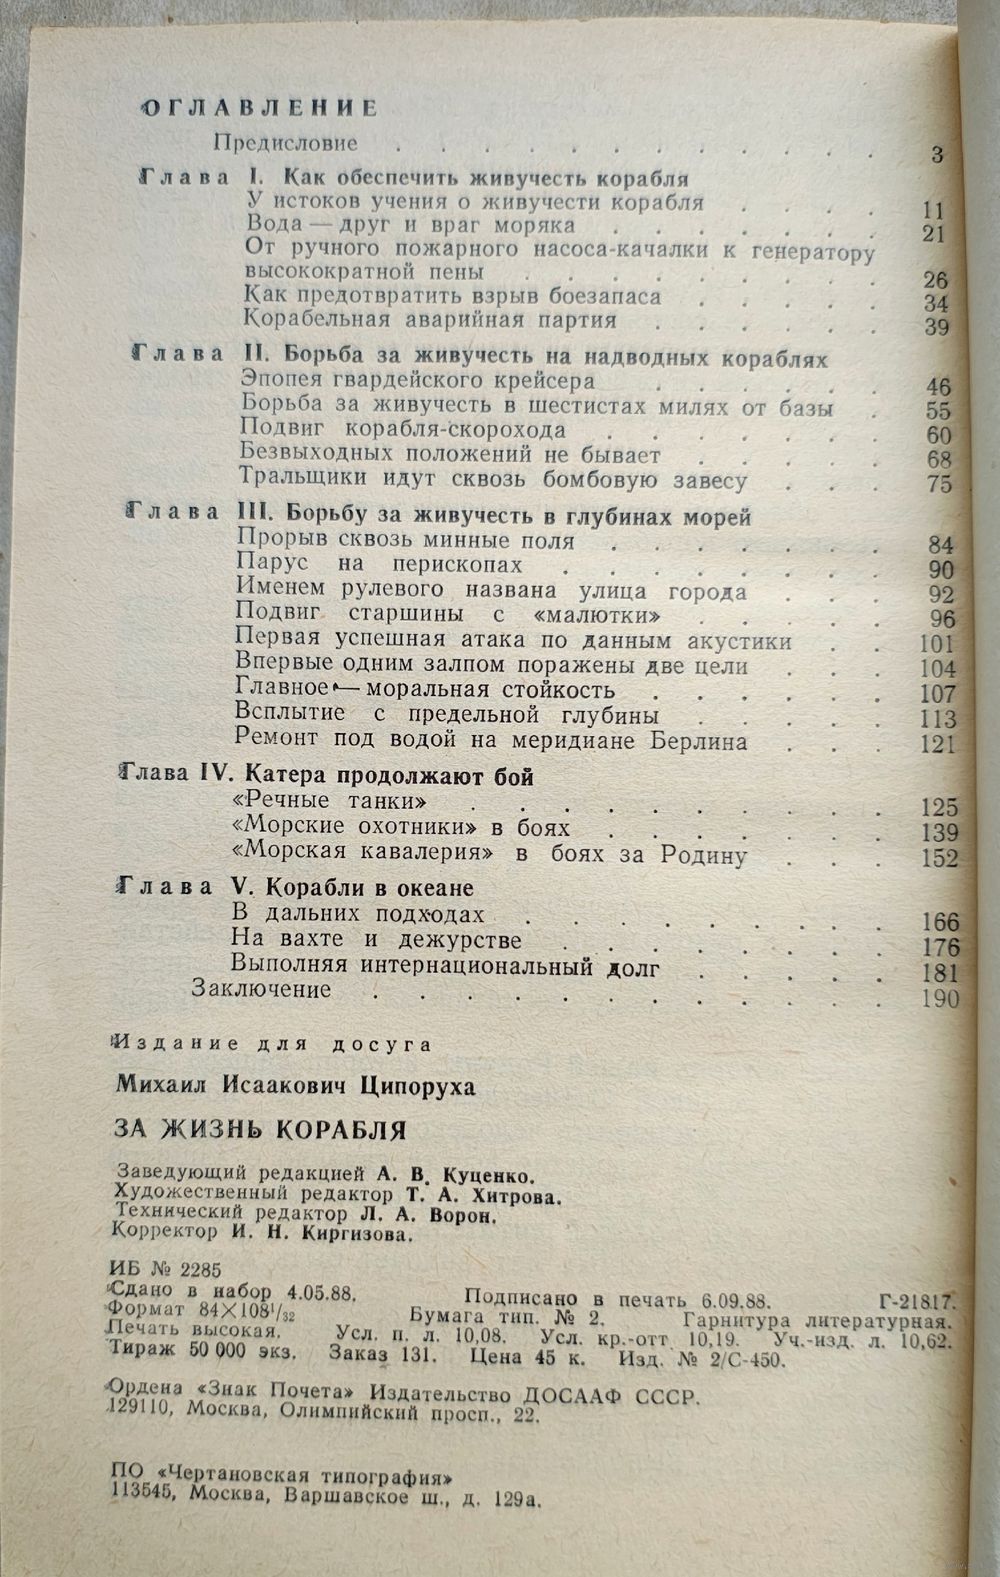 ОГЛАВЛЕНИЕ
Предисловие . . . . . . . . . . . 3
Глава I. Как обеспечить живучесть корабля
У истоков учения о живучести корабля . . . . 11
Вода — друг и враг моряка . . . . . . 21
От ручного пожарного насоса-качалки к генератору
высократной пены . . . . . . . . 26
Как предотвратить взрыв боезапаса . . . . . 34
Корабельная аварийная партия . . . . . . 39
Глава II. Борьба за живучесть на надводных кораблях
Эпопея гвардейского крейсера . . . . . . 46
Борьба за живучесть в шестистах милях от базы . 55
Подвиг корабля-скорохода . . . . . . . 60
Безвыходных положений не бывает . . . . . 68
Тральщики идут сквозь бомбовую завесу . . . 75
Глава III. Борьбу за живучесть в глубинах морей
Прорыв сквозь минные поля . . . . . . . 84
Парус на перископах . . . . . . . . 90
Именем рулевого названа улица города . . . 92
Подвиг старшины с «малютки» . . . . . 96
Первая успешная атака по данным акустики . . 101
Впервые одним залпом поражены две цели . . . 104
Главное — моральная стойкость . . . . . . 107
Всплытие с предельной глубины . . . . . 113
Ремонт под водой на меридиане Берлина . . . 121
Глава IV. Катера продолжают бой
«Речные танки» . . . . . . . . . . 125
«Морские охотники» в боях . . . . . . . 139
«Морская кавалерия» в боях за Родину . . . 152
Глава V. Корабли в океане
В дальних подходах . . . . . . . . 166
На вахте и дежурстве . . . . . . . . 176
Выполняя интернациональный долг . . . . . 181
Заключение . . . . . . . . . . . . 190
Издание для досуга
Михаил Исаакович Ципоруха
ЗА ЖИЗНЬ КОРАБЛЯ
Заведующий редакцией А. В. Куценко.
Художественный редактор Т. А. Хитрова.
Технический редактор Л. А. Ворон.
Корректор И. Н. Киргизова.
ИБ № 2285
Сдано в набор 4.05.88. Подписано в печать 6.09.88. Г-21817.
Формат 84×108¹/₃₂ Бумага тип. № 2. Гарнитура литературная.
Печать высокая. Усл. п. л. 10,08. Усл. кр.-отт 10,19. Уч.-изд. л. 10,62.
Тираж 50 000 экз. Заказ 131. Цена 45 к. Изд. № 2/С-450.
Ордена «Знак Почета» Издательство ДОСААФ СССР.
129110, Москва, Олимпийский просп., 22.
ПО «Чертановская типография»
113545, Москва, Варшавское ш., д. 129а.